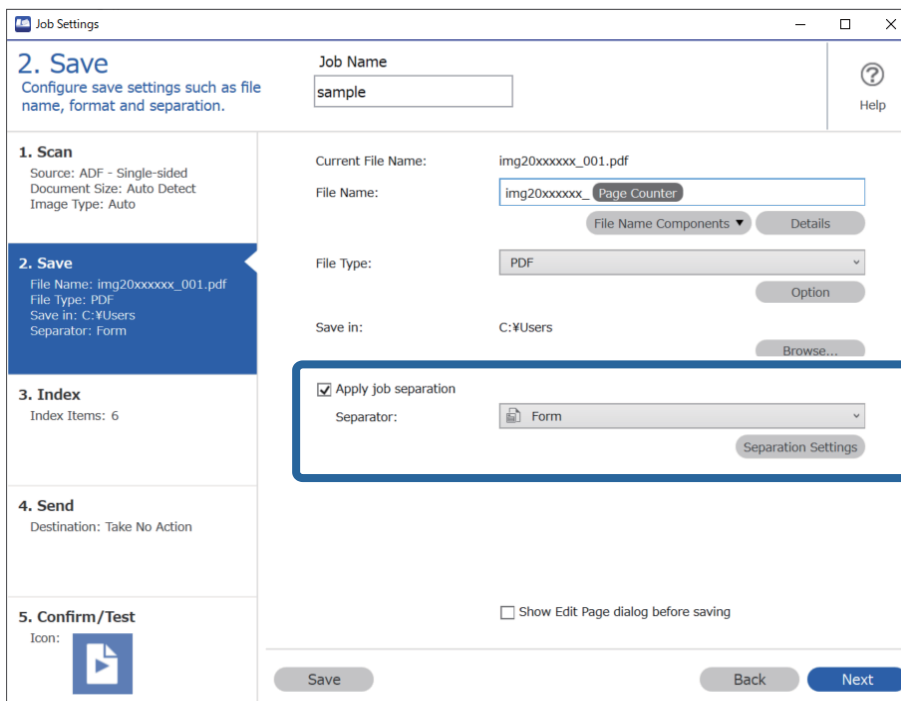 Job Settings
2. Save
Configure save settings such as file
name, format and separation.
Job Name
sample
Help
1. Scan
Source: ADF - Single-sided
Document Size: Auto Detect
Image Type: Auto
2. Save
File Name: img20xxxxxx_001.pdf
File Type: PDF
Save in: C:¥Users
Separator: Form
3. Index
Index Items: 6
4. Send
Destination: Take No Action
5. Confirm/Test
Icon:
Current File Name: img20xxxxxx_001.pdf
File Name: img20xxxxxx_ Page Counter
File Name Components ▼ Details
File Type: PDF
Option
Save in: C:¥Users
Browse...
Apply job separation
Separator: Form
Separation Settings
Show Edit Page dialog before saving
Save Back Next